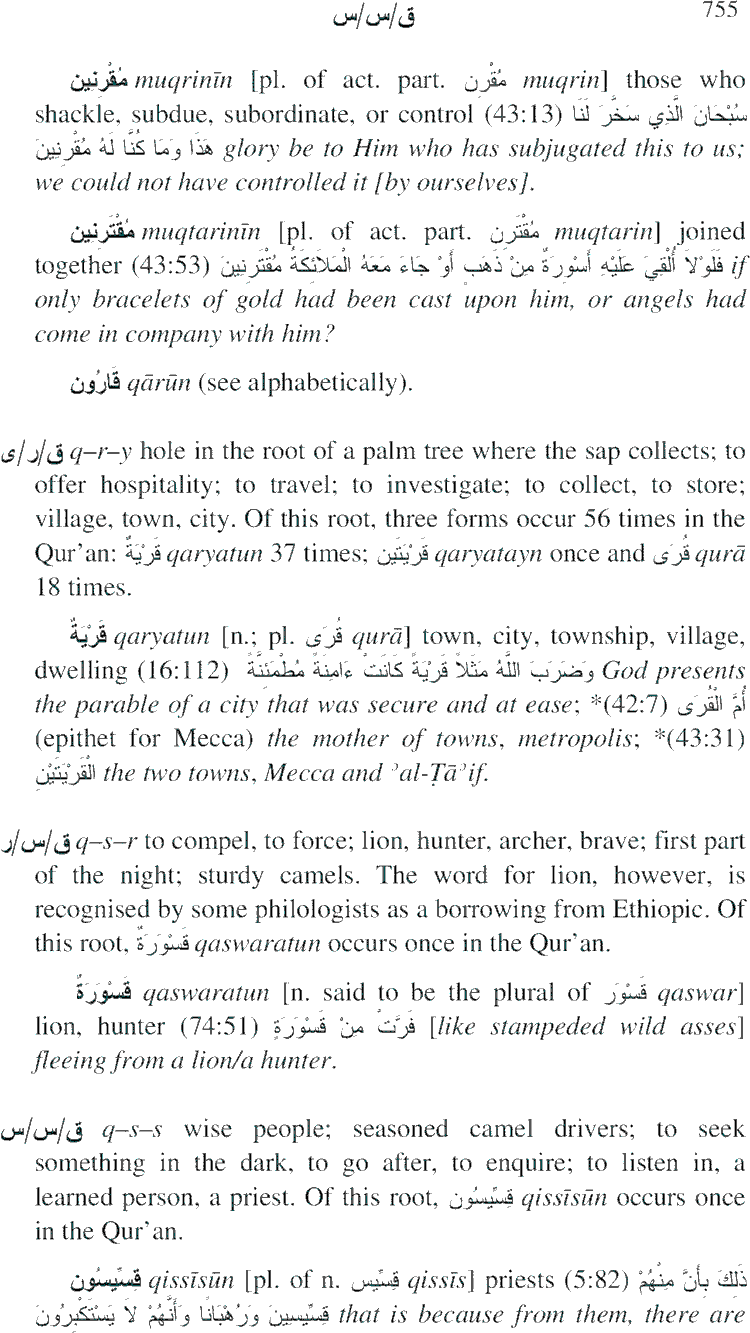 ق/س/س 755
مُقْرِنِين muqrinīn [pl. of act. part. مُقْرِن muqrin] those who
shackle, subdue, subordinate, or control (43:13) سُبْحَانَ الَّذِي سَخَّرَ لَنَا
هَذَا وَمَا كُنَّا لَهُ مُقْرِنِينَ glory be to Him who has subjugated this to us;
we could not have controlled it [by ourselves].
مُقْتَرِنِين muqtarinīn [pl. of act. part. مُقْتَرِن muqtarin] joined
together (43:53) فَلَوْلاَ أُلْقِيَ عَلَيْهِ أَسْوِرَةٌ مِنْ ذَهَبٍ أَوْ جَاءَ مَعَهُ الْمَلاَئِكَةُ مُقْتَرِنِينَ if
only bracelets of gold had been cast upon him, or angels had
come in company with him?
قَارُون qārūn (see alphabetically).
ق/ر/ى q–r–y hole in the root of a palm tree where the sap collects; to
offer hospitality; to travel; to investigate; to collect, to store;
village, town, city. Of this root, three forms occur 56 times in the
Qur’an: قَرْيَةٌ qaryatun 37 times; قَرْيَتَين qaryatayn once and قُرَى qurā
18 times.
قَرْيَةٌ qaryatun [n.; pl. قُرَى qurā] town, city, township, village,
dwelling (16:112) وَضَرَبَ اللَّهُ مَثَلاً قَرْيَةً كَانَتْ ءَامِنَةً مُطْمَئِنَّةً God presents
the parable of a city that was secure and at ease; *(42:7) أُمَّ الْقُرَى
(epithet for Mecca) the mother of towns, metropolis; *(43:31)
الْقَرْيَتَيْنِ the two towns, Mecca and ʾal-Ṭāʾif.
ق/س/ر q–s–r to compel, to force; lion, hunter, archer, brave; first part
of the night; sturdy camels. The word for lion, however, is
recognised by some philologists as a borrowing from Ethiopic. Of
this root, قَسْوَرَةٌ qaswaratun occurs once in the Qur’an.
قَسْوَرَةٌ qaswaratun [n. said to be the plural of قَسْوَر qaswar]
lion, hunter (74:51) فَرَّتْ مِنْ قَسْوَرَةٍ [like stampeded wild asses]
fleeing from a lion/a hunter.
ق/س/س q–s–s wise people; seasoned camel drivers; to seek
something in the dark, to go after, to enquire; to listen in, a
learned person, a priest. Of this root, قِسِّيسُون qissīsūn occurs once
in the Qur’an.
قِسِّيسُون qissīsūn [pl. of n. قِسِّيس qissīs] priests (5:82) ذَلِكَ بِأَنَّ مِنْهُمْ
قِسِّيسِينَ وَرُهْبَانًا وَأَنَّهُمْ لاَ يَسْتَكْبِرُونَ that is because from them, there are